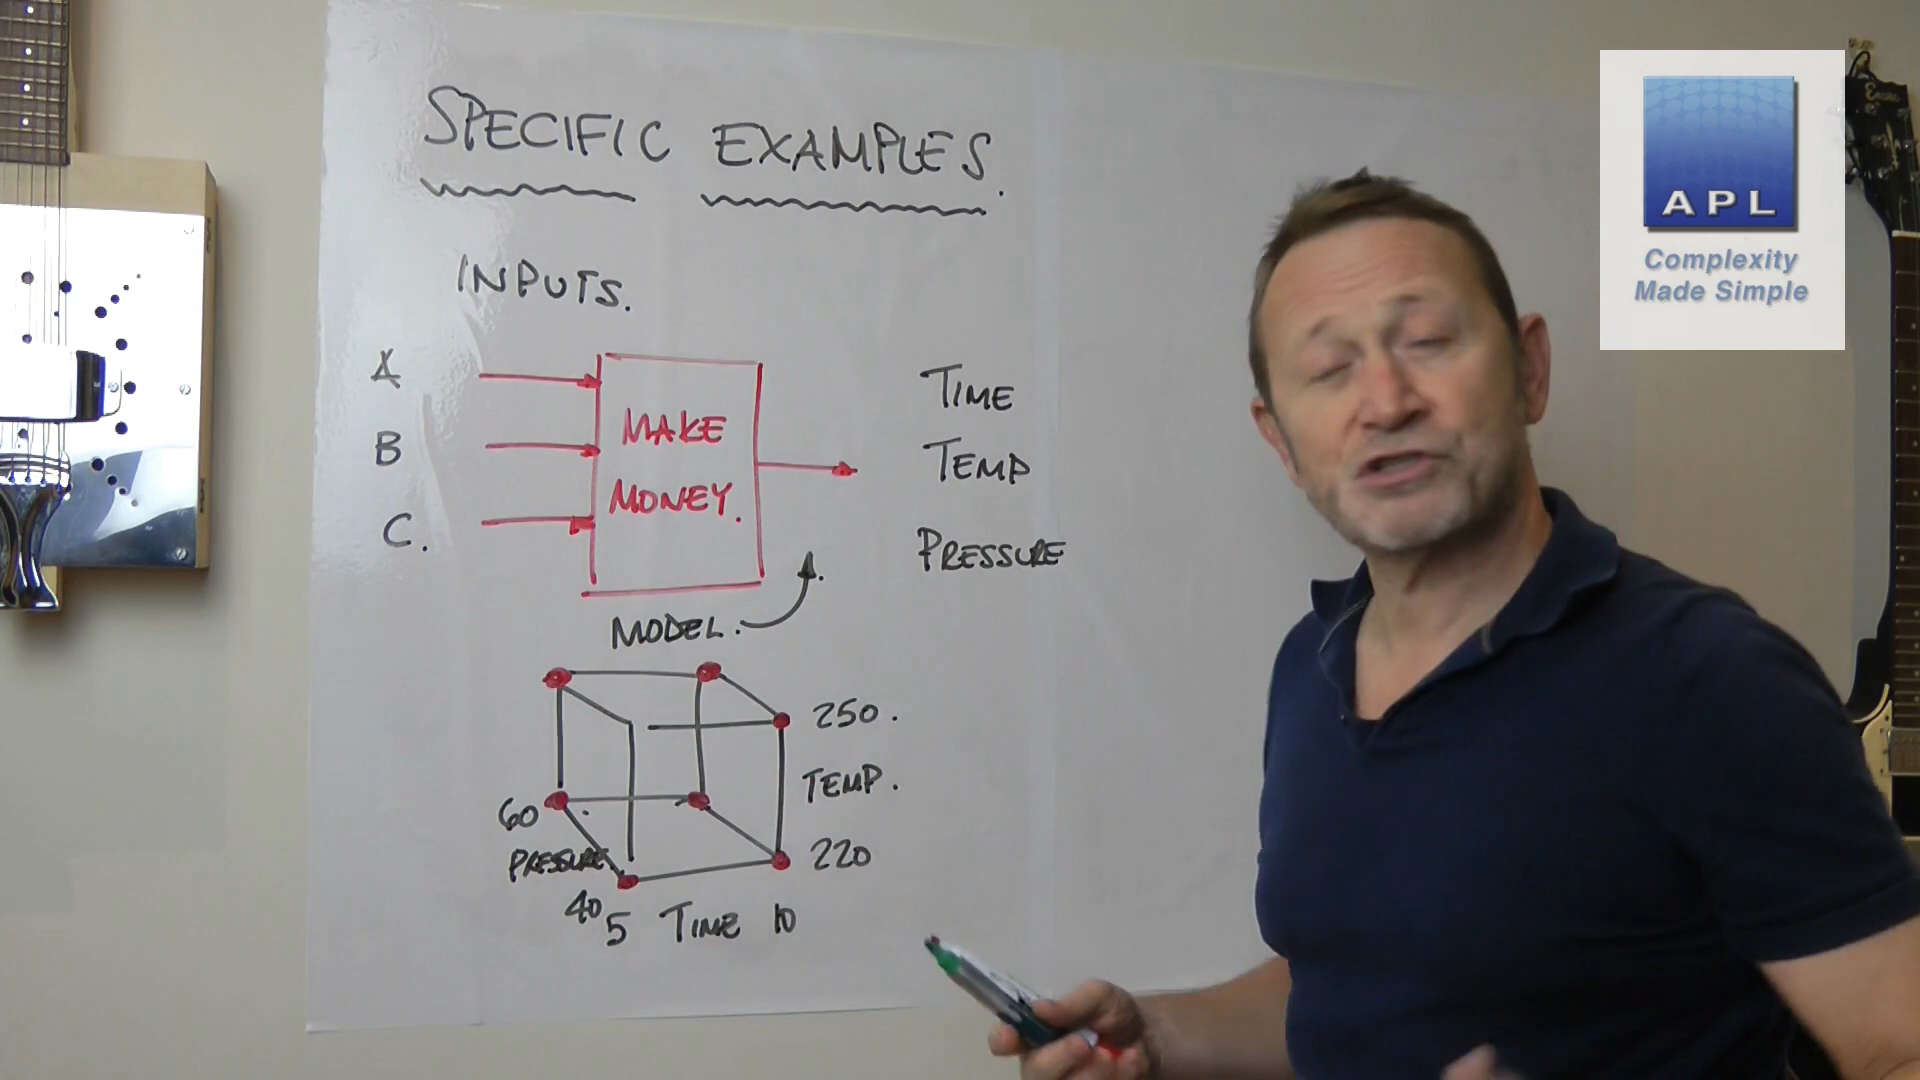 SPECIFIC EXAMPLES.
INPUTS.
A
B
C.
MAKE
MONEY.
TIME
TEMP
PRESSURE
MODEL.
250.
TEMP.
220
60
PRESSURE.
40
5 TIME 10
APL
Complexity
Made Simple